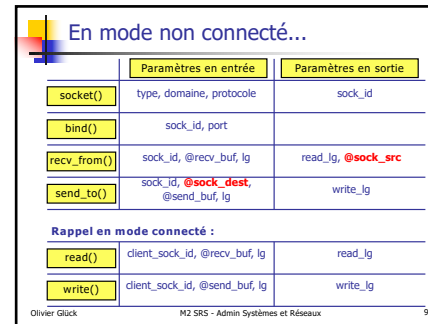 En mode non connecté...
Paramètres en entrée Paramètres en sortie
socket() type, domaine, protocole sock_id
bind() sock_id, port
recv_from() sock_id, @recv_buf, lg read_lg, @sock_src
send_to() sock_id, @sock_dest, write_lg
@send_buf, lg
Rappel en mode connecté :
read() client_sock_id, @recv_buf, lg read_lg
write() client_sock_id, @send_buf, lg write_lg
Olivier Glück M2 SRS - Admin Systèmes et Réseaux 9